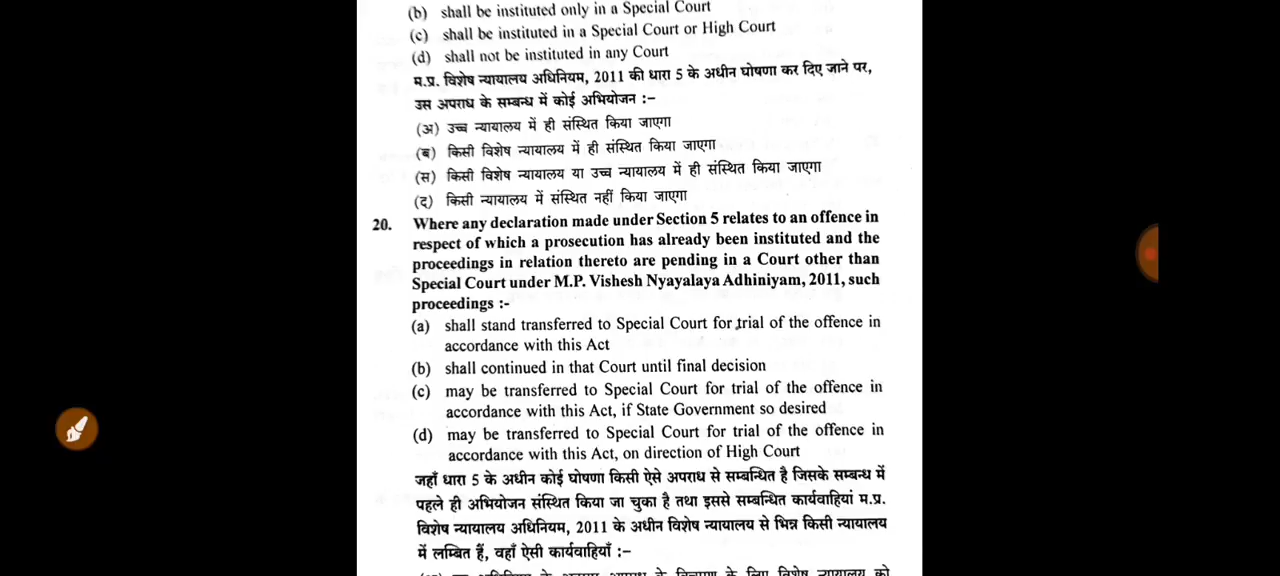 (b) shall be instituted only in a Special Court
(c) shall be instituted in a Special Court or High Court
(d) shall not be instituted in any Court
म.प्र. विशेष न्यायालय अधिनियम, 2011 की धारा 5 के अधीन घोषणा कर दिए जाने पर,
उस अपराध के सम्बन्ध में कोई अभियोजन :–
(अ) उच्च न्यायालय में ही संस्थित किया जाएगा
(ब) किसी विशेष न्यायालय में ही संस्थित किया जाएगा
(स) किसी विशेष न्यायालय या उच्च न्यायालय में ही संस्थित किया जाएगा
(द) किसी न्यायालय में संस्थित नहीं किया जाएगा
20. Where any declaration made under Section 5 relates to an offence in
respect of which a prosecution has already been instituted and the
proceedings in relation thereto are pending in a Court other than
Special Court under M.P. Vishesh Nyayalaya Adhiniyam, 2011, such
proceedings :-
(a) shall stand transferred to Special Court for trial of the offence in
accordance with this Act
(b) shall continued in that Court until final decision
(c) may be transferred to Special Court for trial of the offence in
accordance with this Act, if State Government so desired
(d) may be transferred to Special Court for trial of the offence in
accordance with this Act, on direction of High Court
जहाँ धारा 5 के अधीन कोई घोषणा किसी ऐसे अपराध से सम्बन्धित है जिसके सम्बन्ध में
पहले ही अभियोजन संस्थित किया जा चुका है तथा इससे सम्बन्धित कार्यवाहियां म.प्र.
विशेष न्यायालय अधिनियम, 2011 के अधीन विशेष न्यायालय से भिन्न किसी न्यायालय
में लम्बित हैं, वहाँ ऐसी कार्यवाहियाँ :–
(अ) इस अधिनियम के अनुसार अपराध के विचारण के लिए विशेष न्यायालय को